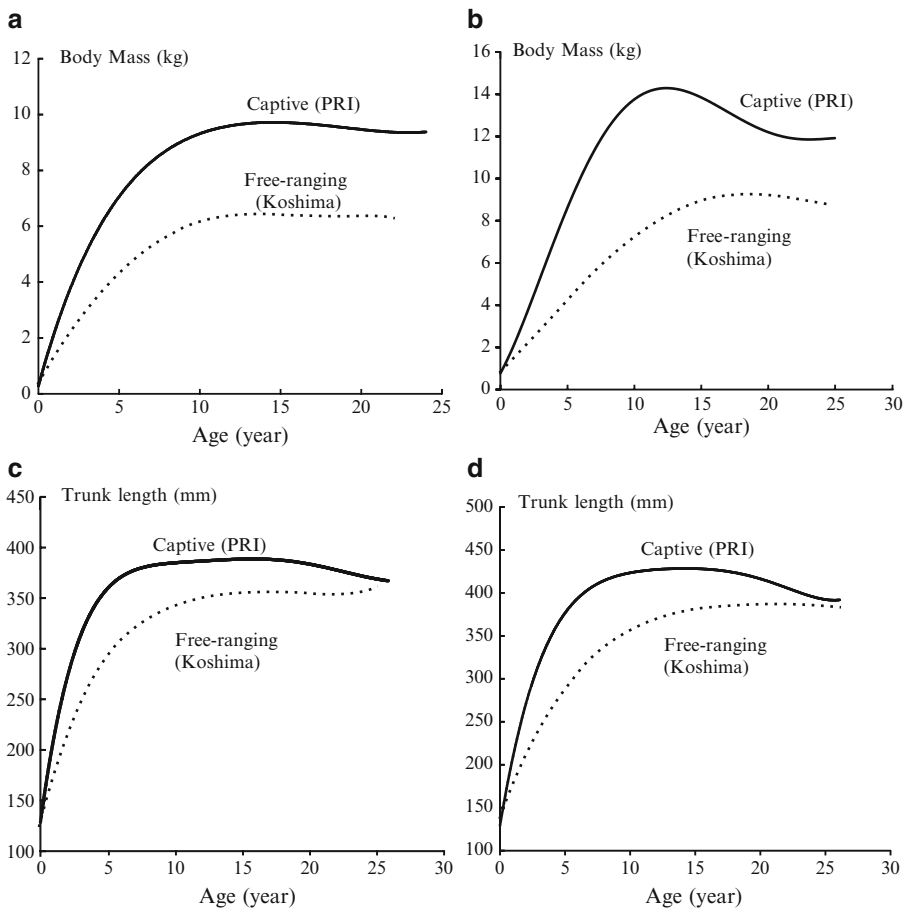 a
Body Mass (kg)
12
10
8
6
4
2
0
Captive (PRI)
Free-ranging
(Koshima)
0 5 10 15 20 25
Age (year)
b
Body Mass (kg)
16
14
12
10
8
6
4
2
0
Captive (PRI)
Free-ranging
(Koshima)
0 5 10 15 20 25 30
Age (year)
c
Trunk length (mm)
450
400
350
300
250
200
150
100
Captive (PRI)
Free-ranging
(Koshima)
0 5 10 15 20 25 30
Age (year)
d
Trunk length (mm)
500
450
400
350
300
250
200
150
100
Captive (PRI)
Free-ranging
(Koshima)
0 5 10 15 20 25 30
Age (year)